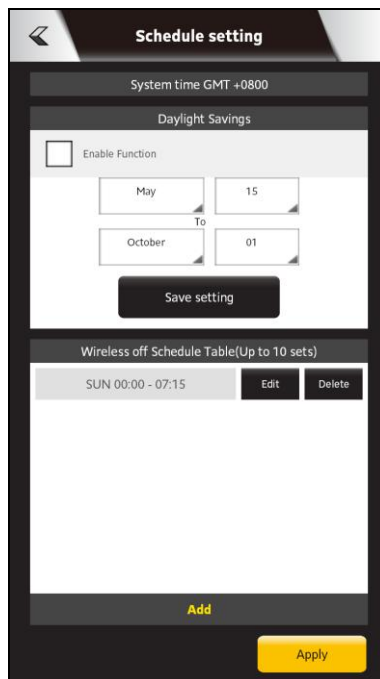 Schedule setting
System time GMT +0800
Daylight Savings
Enable Function
May 15
To
October 01
Save setting
Wireless off Schedule Table(Up to 10 sets)
SUN 00:00 - 07:15 Edit Delete
Add
Apply